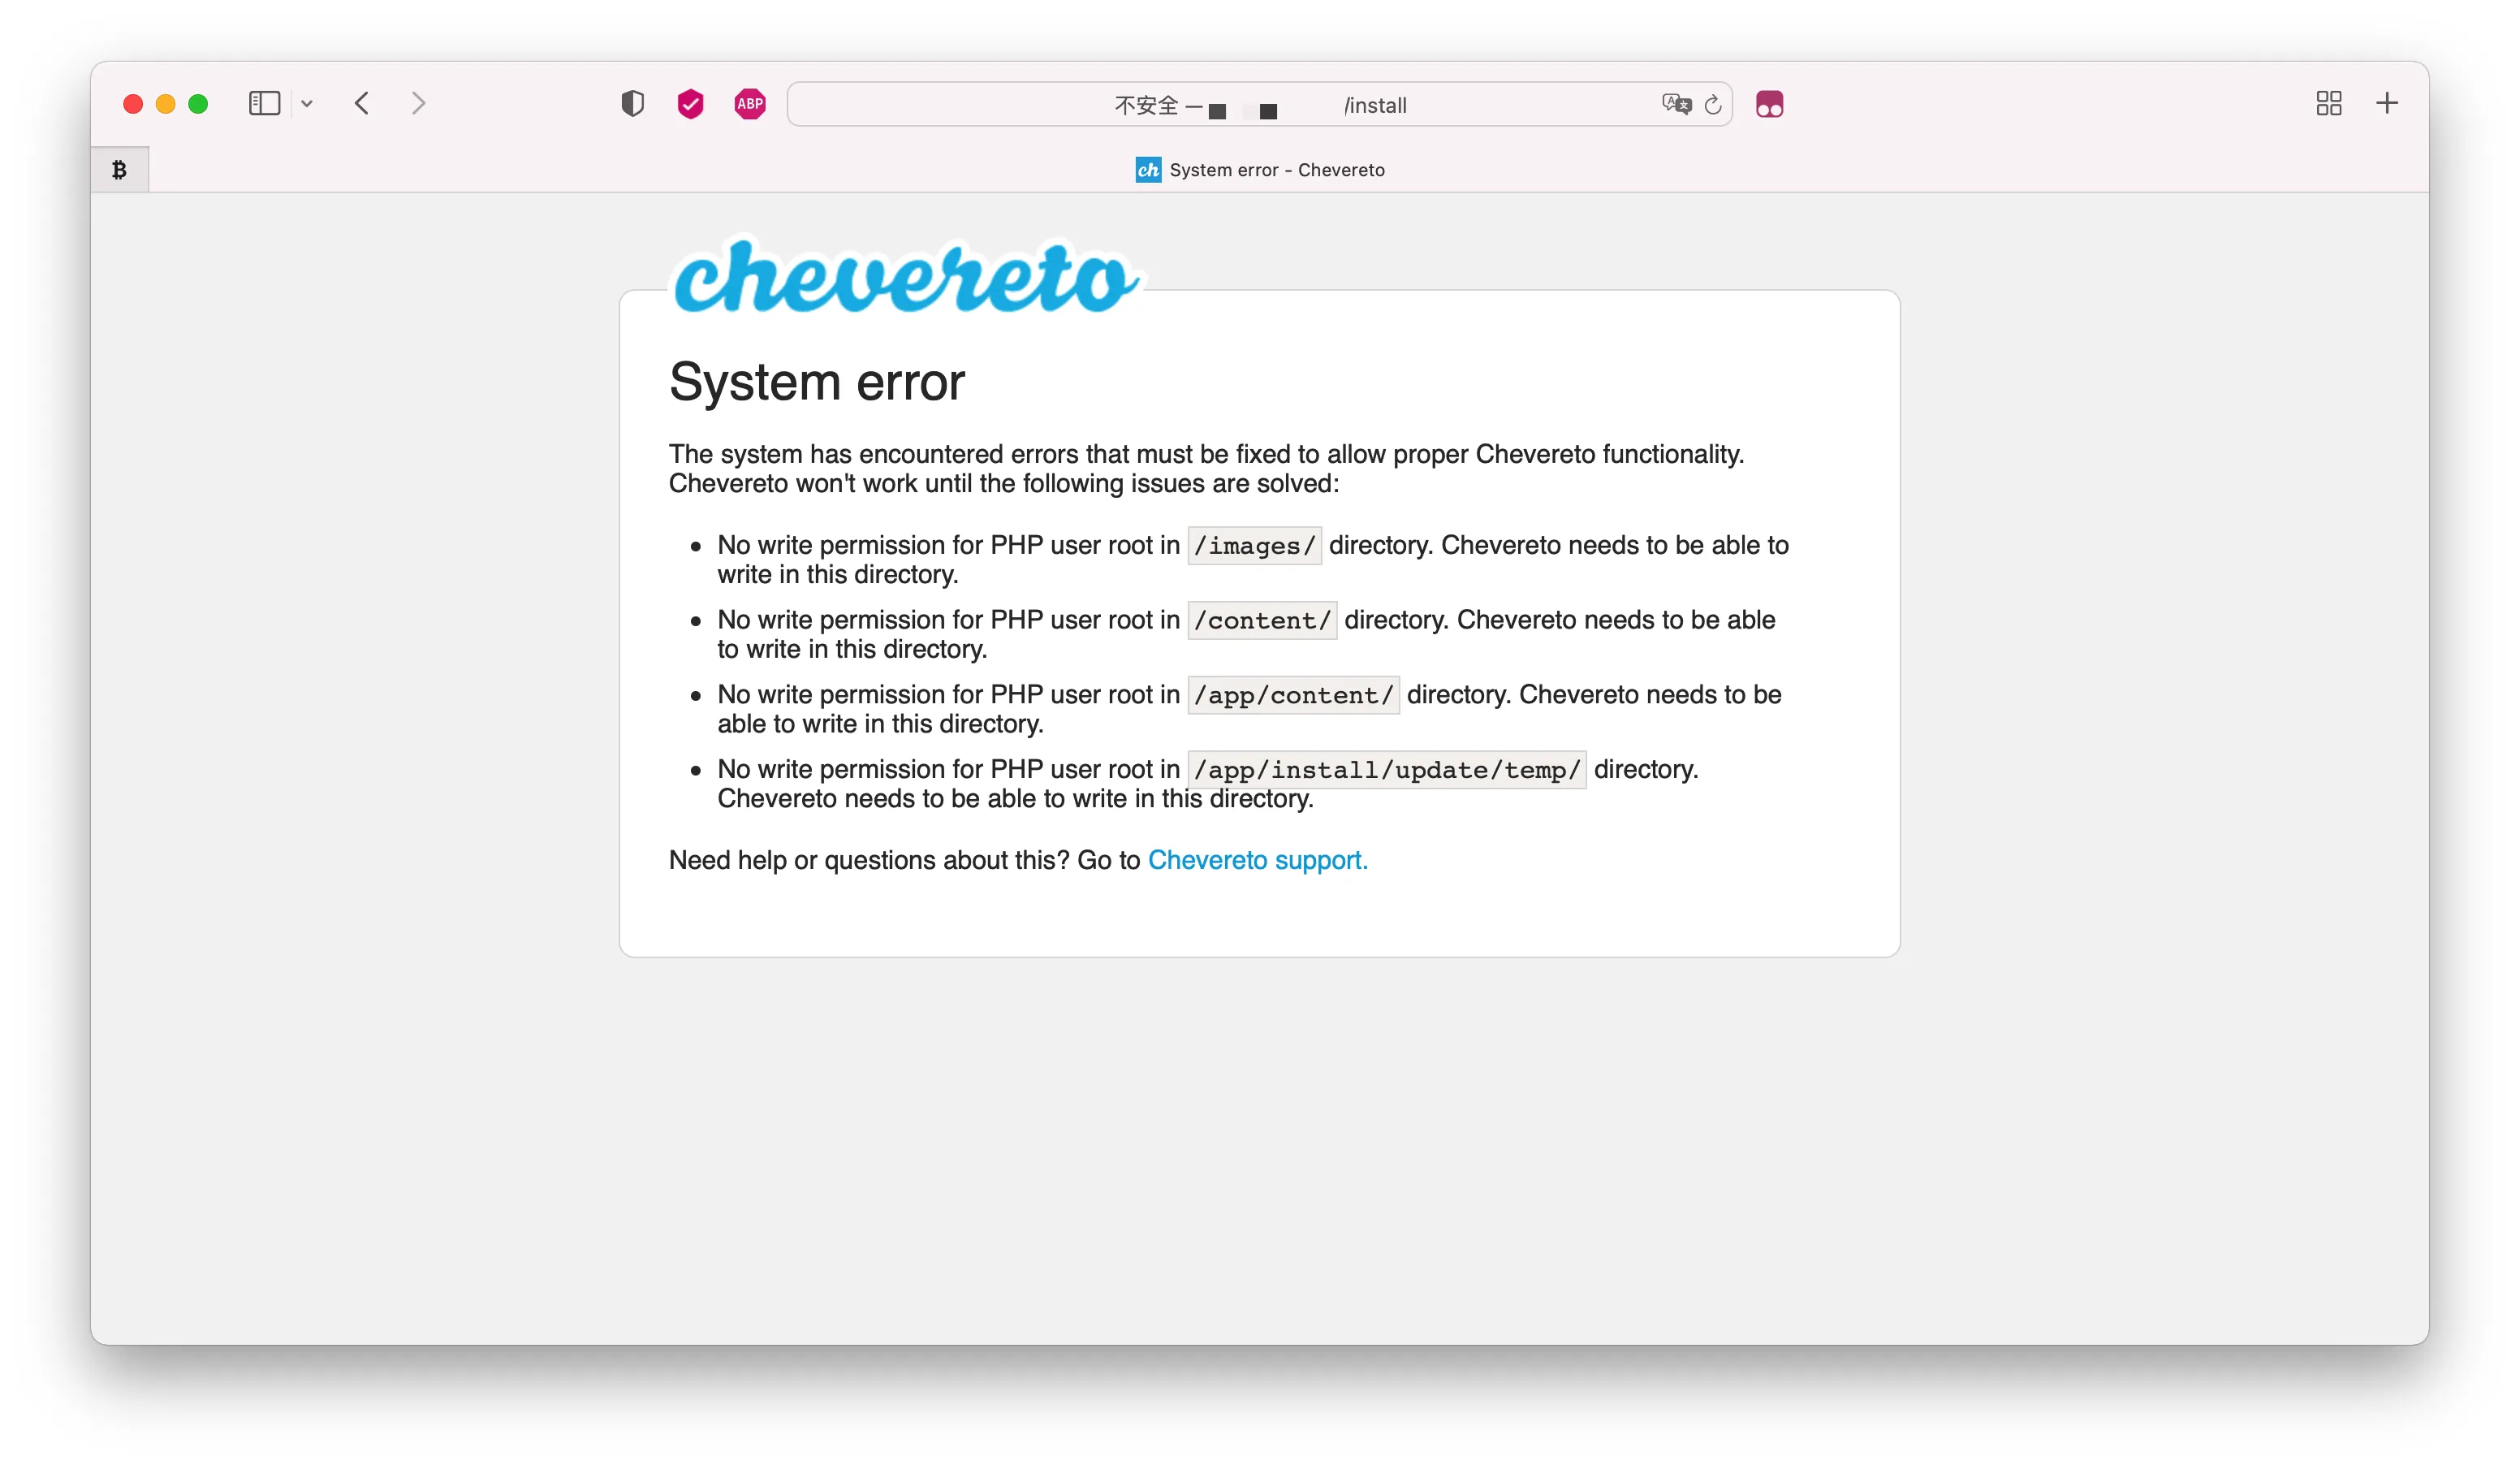 ABP
不安全 —
/install
ch System error - Chevereto
chevereto
System error
The system has encountered errors that must be fixed to allow proper Chevereto functionality.
Chevereto won't work until the following issues are solved:
• No write permission for PHP user root in /images/ directory. Chevereto needs to be able to
write in this directory.
• No write permission for PHP user root in /content/ directory. Chevereto needs to be able
to write in this directory.
• No write permission for PHP user root in /app/content/ directory. Chevereto needs to be
able to write in this directory.
• No write permission for PHP user root in /app/install/update/temp/ directory.
Chevereto needs to be able to write in this directory.
Need help or questions about this? Go to Chevereto support.